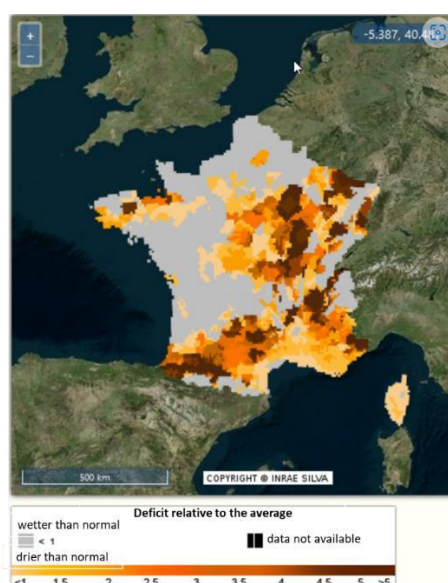 +
-5.387, 40.4
–
500 km
COPYRIGHT © INRAE SILVA
Deficit relative to the average
wetter than normal
< 1
data not available
drier than normal
<1 1.5 2 2.5 3 3.5 4 4.5 5 >5